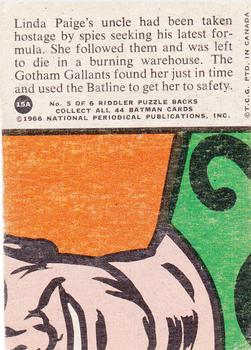 Linda Paige's uncle had been taken
hostage by spies seeking his latest for-
mula. She followed them and was left
to die in a burning warehouse. The
Gotham Gallants found her just in time
and used the Batline to get her to safety.
15A
No. 5 OF 6 RIDDLER PUZZLE BACKS
COLLECT ALL 44 BATMAN CARDS
©1966 NATIONAL PERIODICAL PUBLICATIONS, INC.
©T.C.G. PTD. IN CANADA